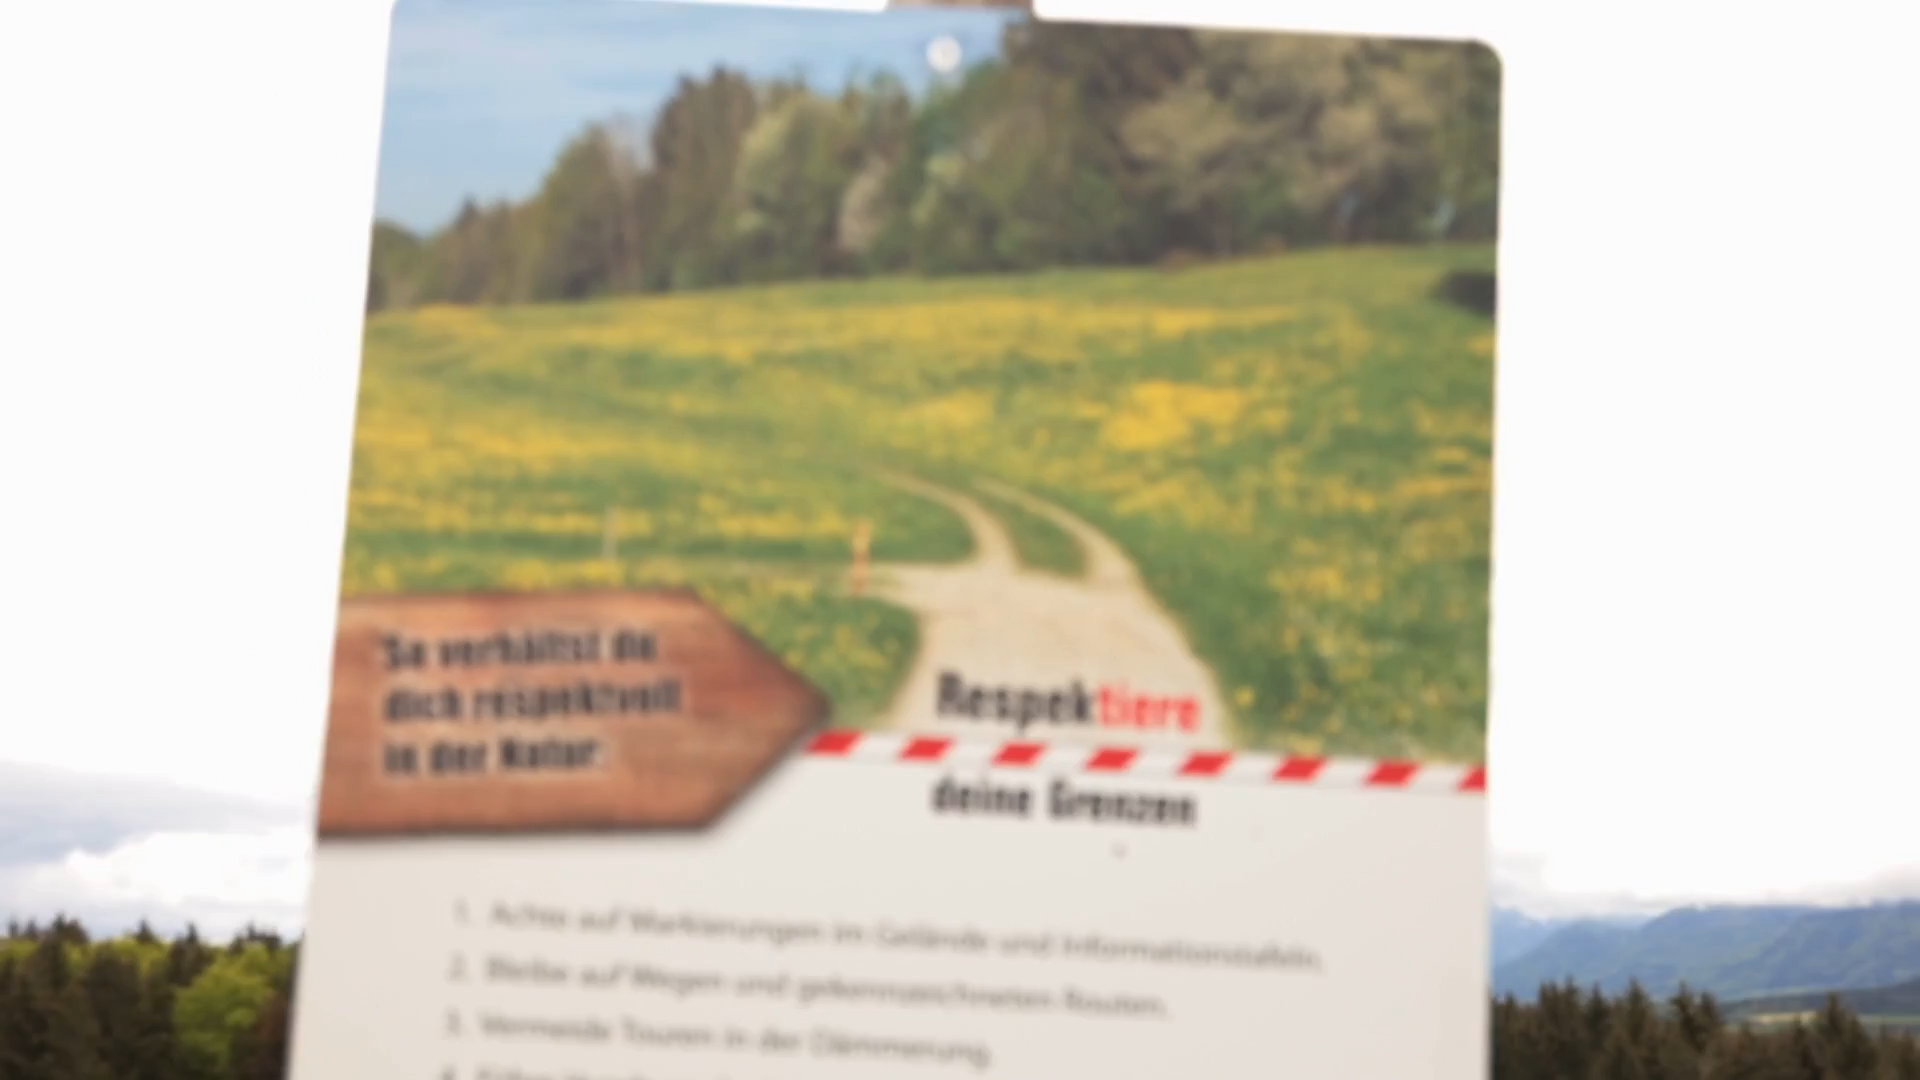 So verhältst du
dich respektvoll
in der Natur:
Respektiere
deine Grenzen
1. Achte auf Markierungen im Gelände und Informationstafeln.
2. Bleibe auf Wegen und gekennzeichneten Routen.
3. Vermeide Touren in der Dämmerung.
4.